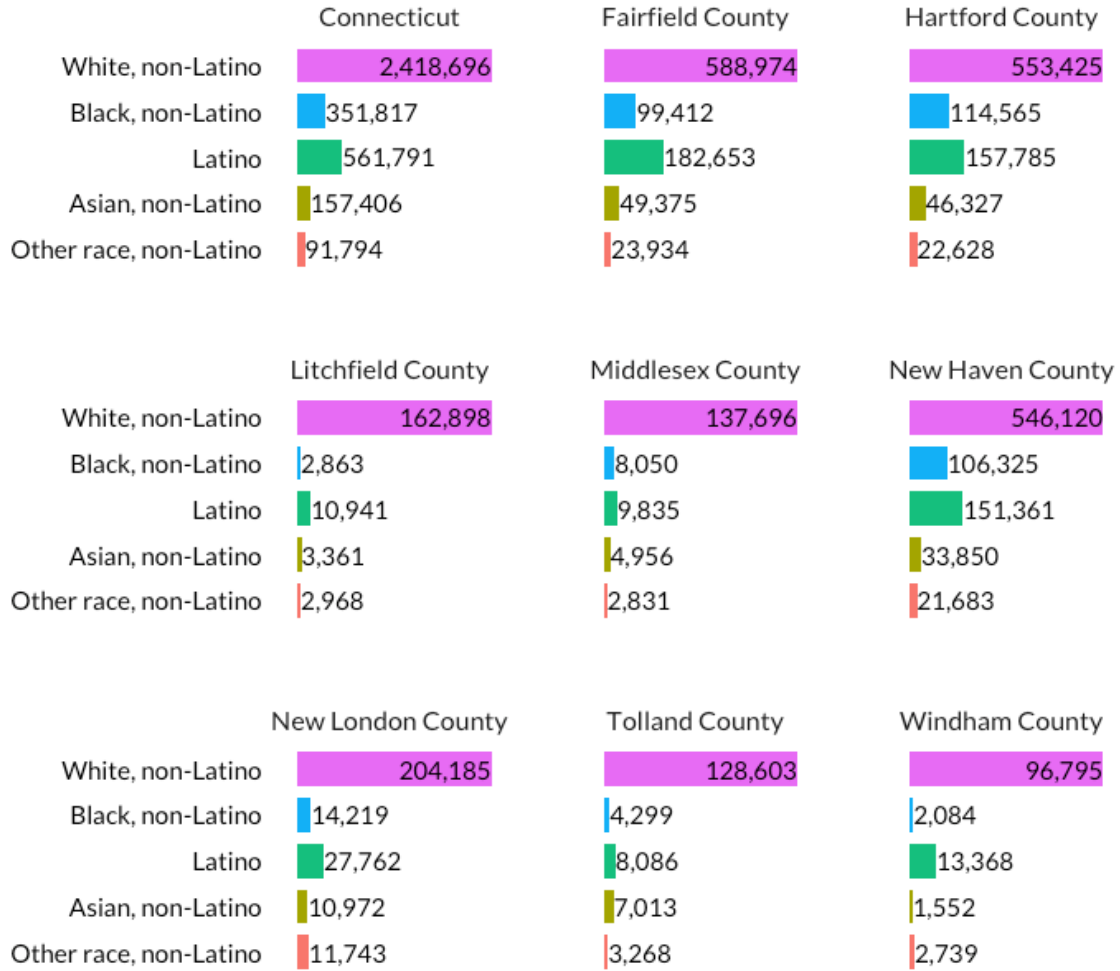 Connecticut Fairfield County Hartford County
White, non-Latino 2,418,696 588,974 553,425
Black, non-Latino 351,817 99,412 114,565
Latino 561,791 182,653 157,785
Asian, non-Latino 157,406 49,375 46,327
Other race, non-Latino 91,794 23,934 22,628
Litchfield County Middlesex County New Haven County
White, non-Latino 162,898 137,696 546,120
Black, non-Latino 2,863 8,050 106,325
Latino 10,941 9,835 151,361
Asian, non-Latino 3,361 4,956 33,850
Other race, non-Latino 2,968 2,831 21,683
New London County Tolland County Windham County
White, non-Latino 204,185 128,603 96,795
Black, non-Latino 14,219 4,299 2,084
Latino 27,762 8,086 13,368
Asian, non-Latino 10,972 7,013 1,552
Other race, non-Latino 11,743 3,268 2,739